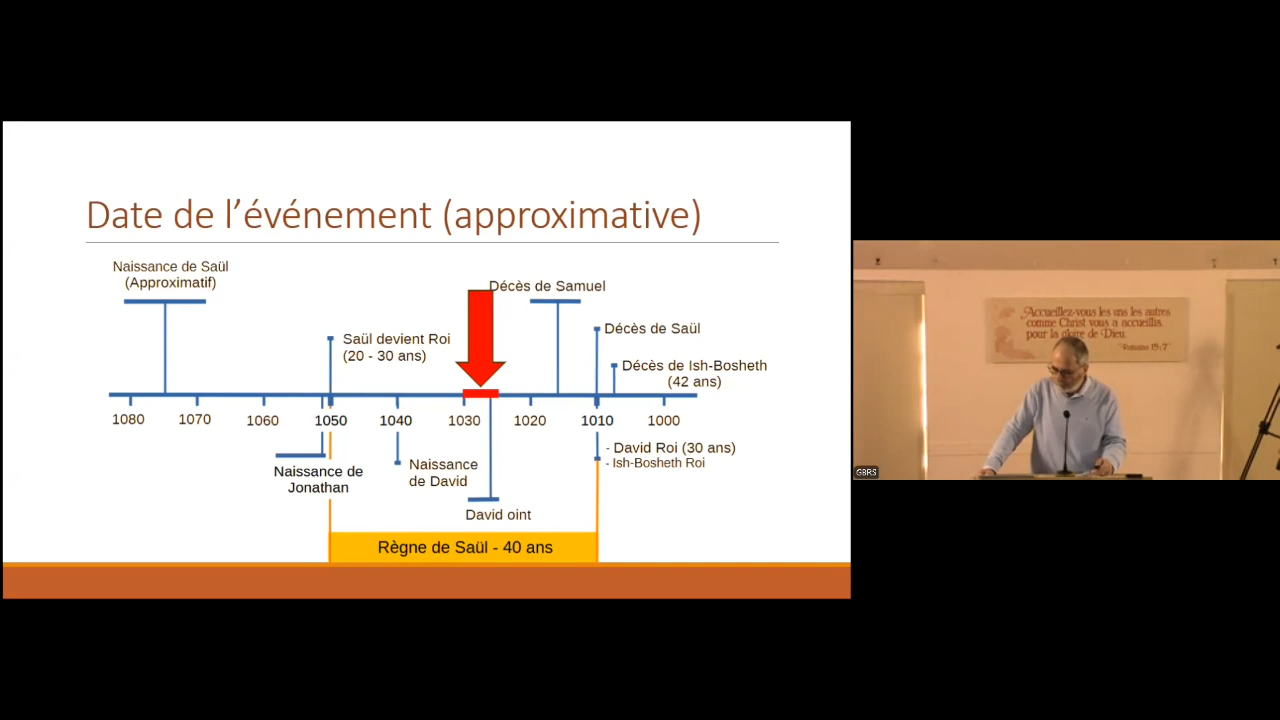 Date de l’événement (approximative)
Naissance de Saül
(Approximatif)
Décès de Samuel
Saül devient Roi
(20 - 30 ans)
Décès de Saül
Décès de Ish-Bosheth
(42 ans)
1080 1070 1060 1050 1040 1030 1020 1010 1000
Naissance de
Jonathan
Naissance
de David
David oint
- David Roi (30 ans)
- Ish-Bosheth Roi
Règne de Saül - 40 ans
Accueillez-vous les uns les autres
comme Christ vous a accueillis,
pour la gloire de Dieu.
Romains 15:7
GBRS